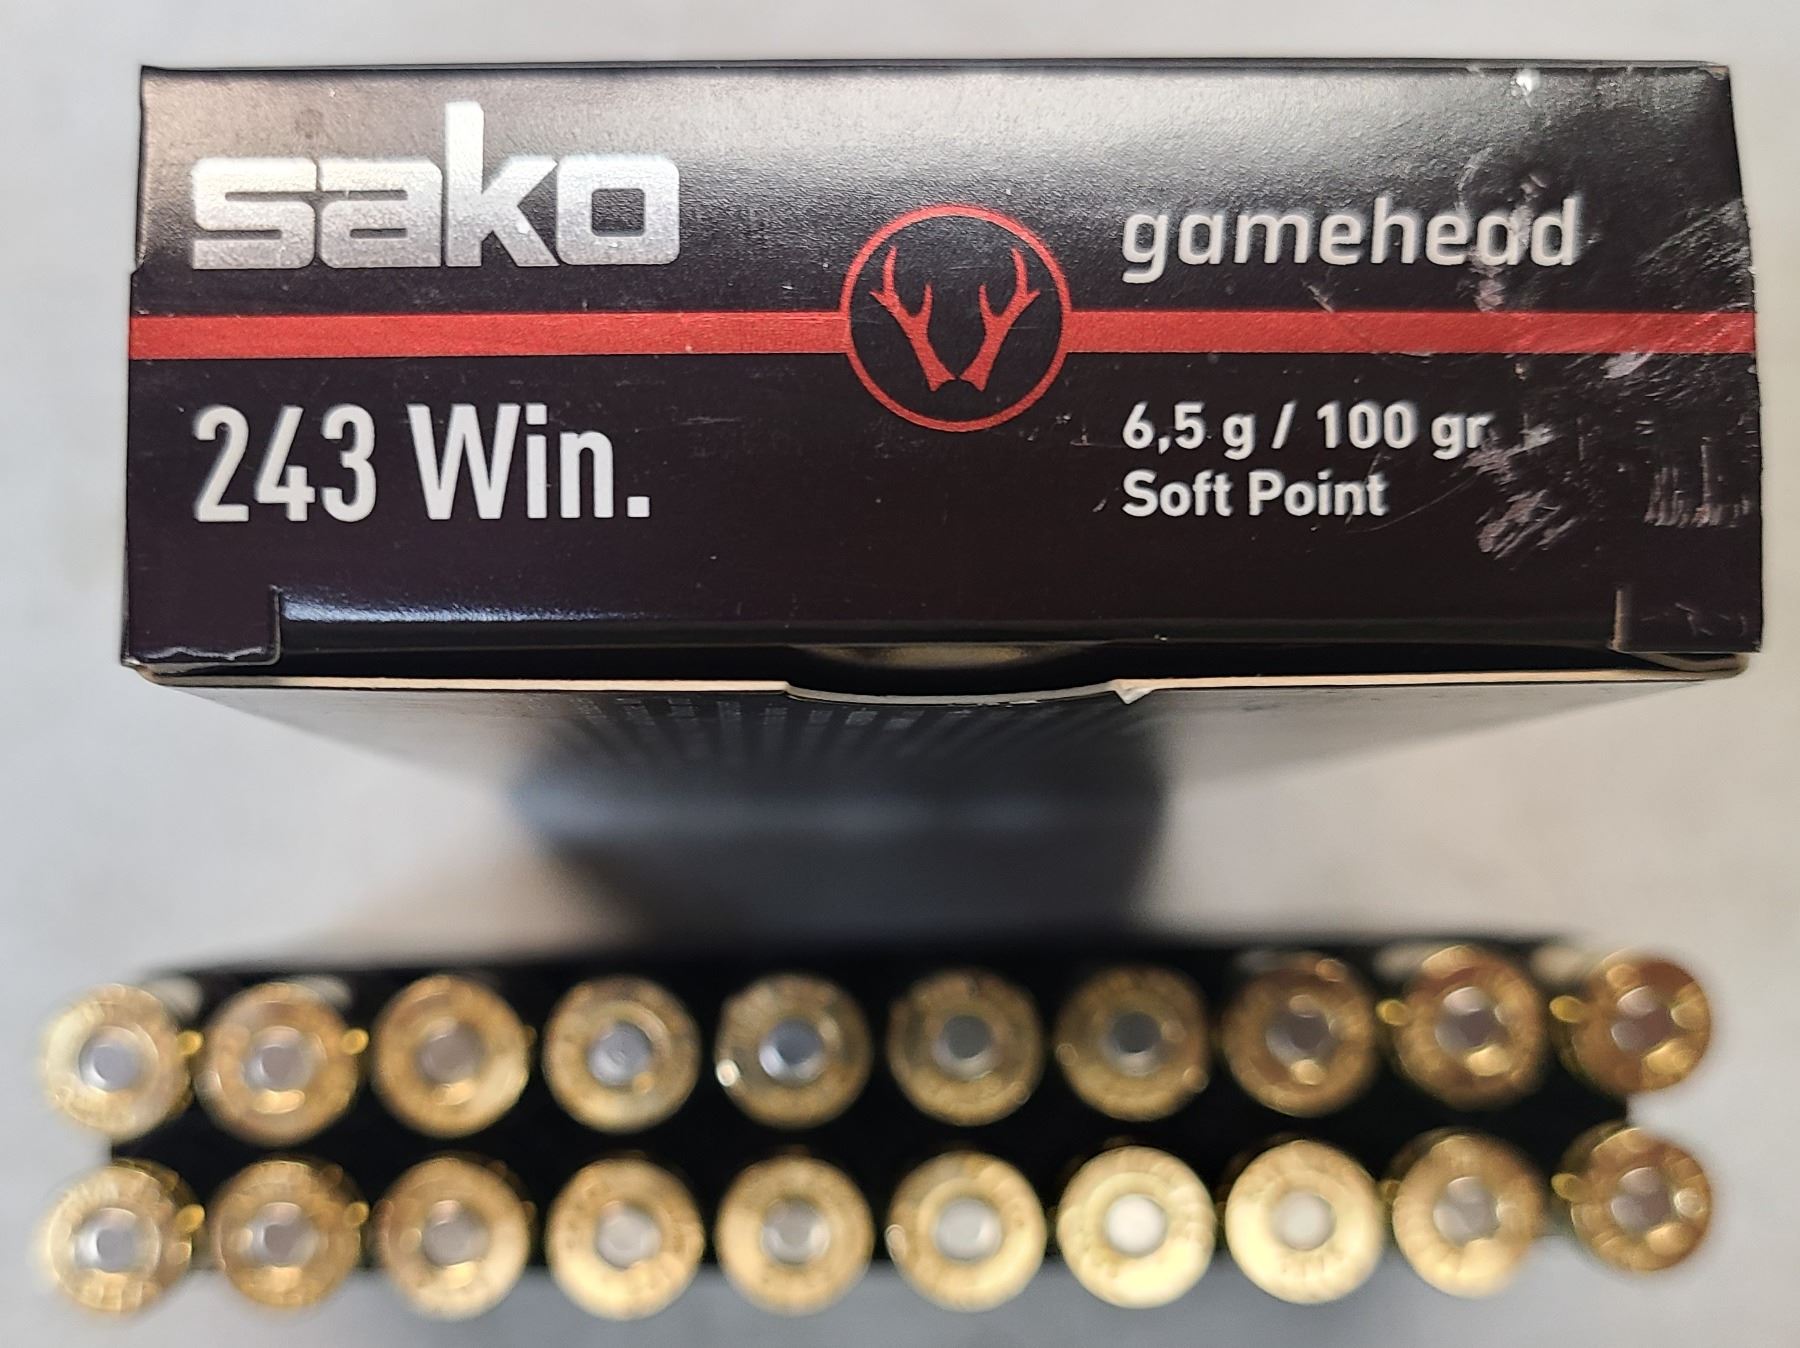 sako
gamehead
243 Win.
6,5 g / 100 gr
Soft Point